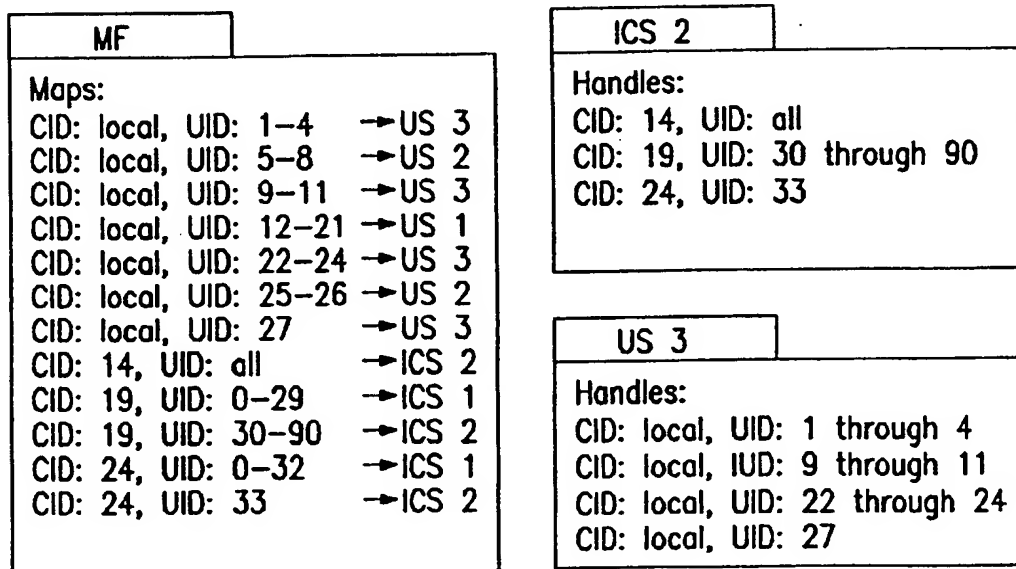 MF
Maps:
CID: local, UID: 1–4 →US 3
CID: local, UID: 5–8 →US 2
CID: local, UID: 9–11 →US 3
CID: local, UID: 12–21 →US 1
CID: local, UID: 22–24 →US 3
CID: local, UID: 25–26 →US 2
CID: local, UID: 27 →US 3
CID: 14, UID: all →ICS 2
CID: 19, UID: 0–29 →ICS 1
CID: 19, UID: 30–90 →ICS 2
CID: 24, UID: 0–32 →ICS 1
CID: 24, UID: 33 →ICS 2
ICS 2
Handles:
CID: 14, UID: all
CID: 19, UID: 30 through 90
CID: 24, UID: 33
US 3
Handles:
CID: local, UID: 1 through 4
CID: local, IUD: 9 through 11
CID: local, UID: 22 through 24
CID: local, UID: 27